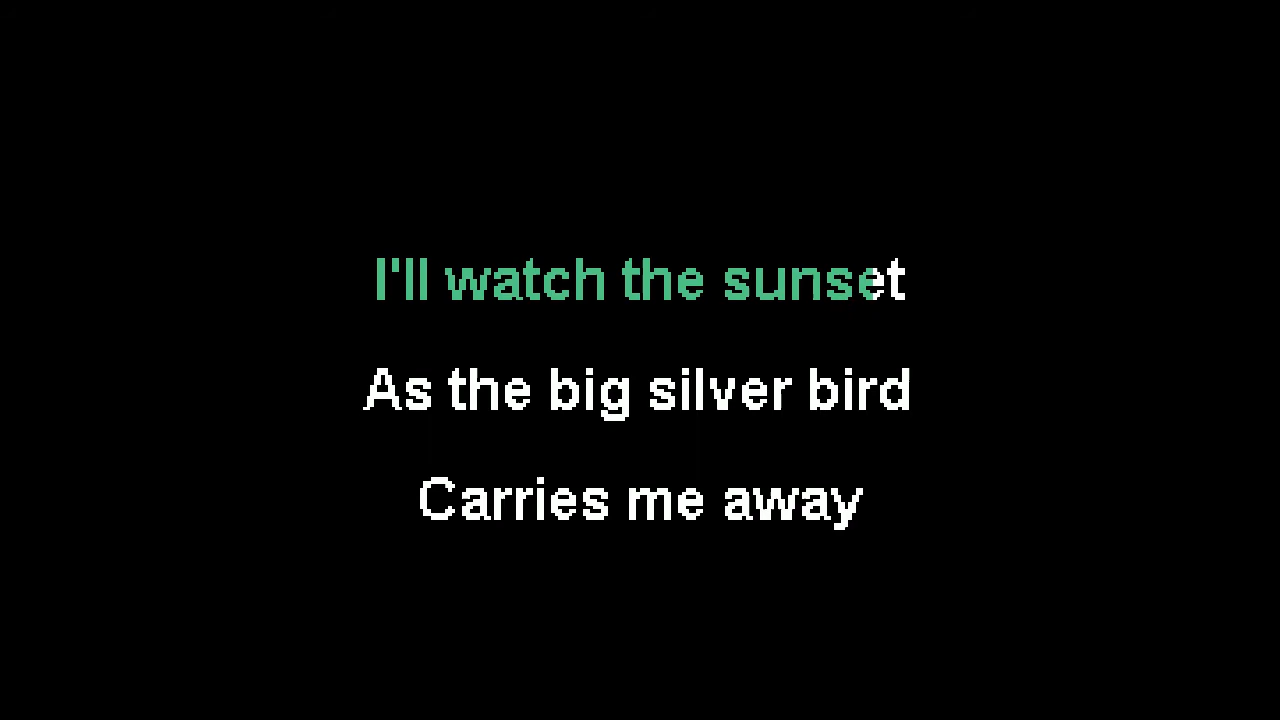 I'll watch the sunset
As the big silver bird
Carries me away